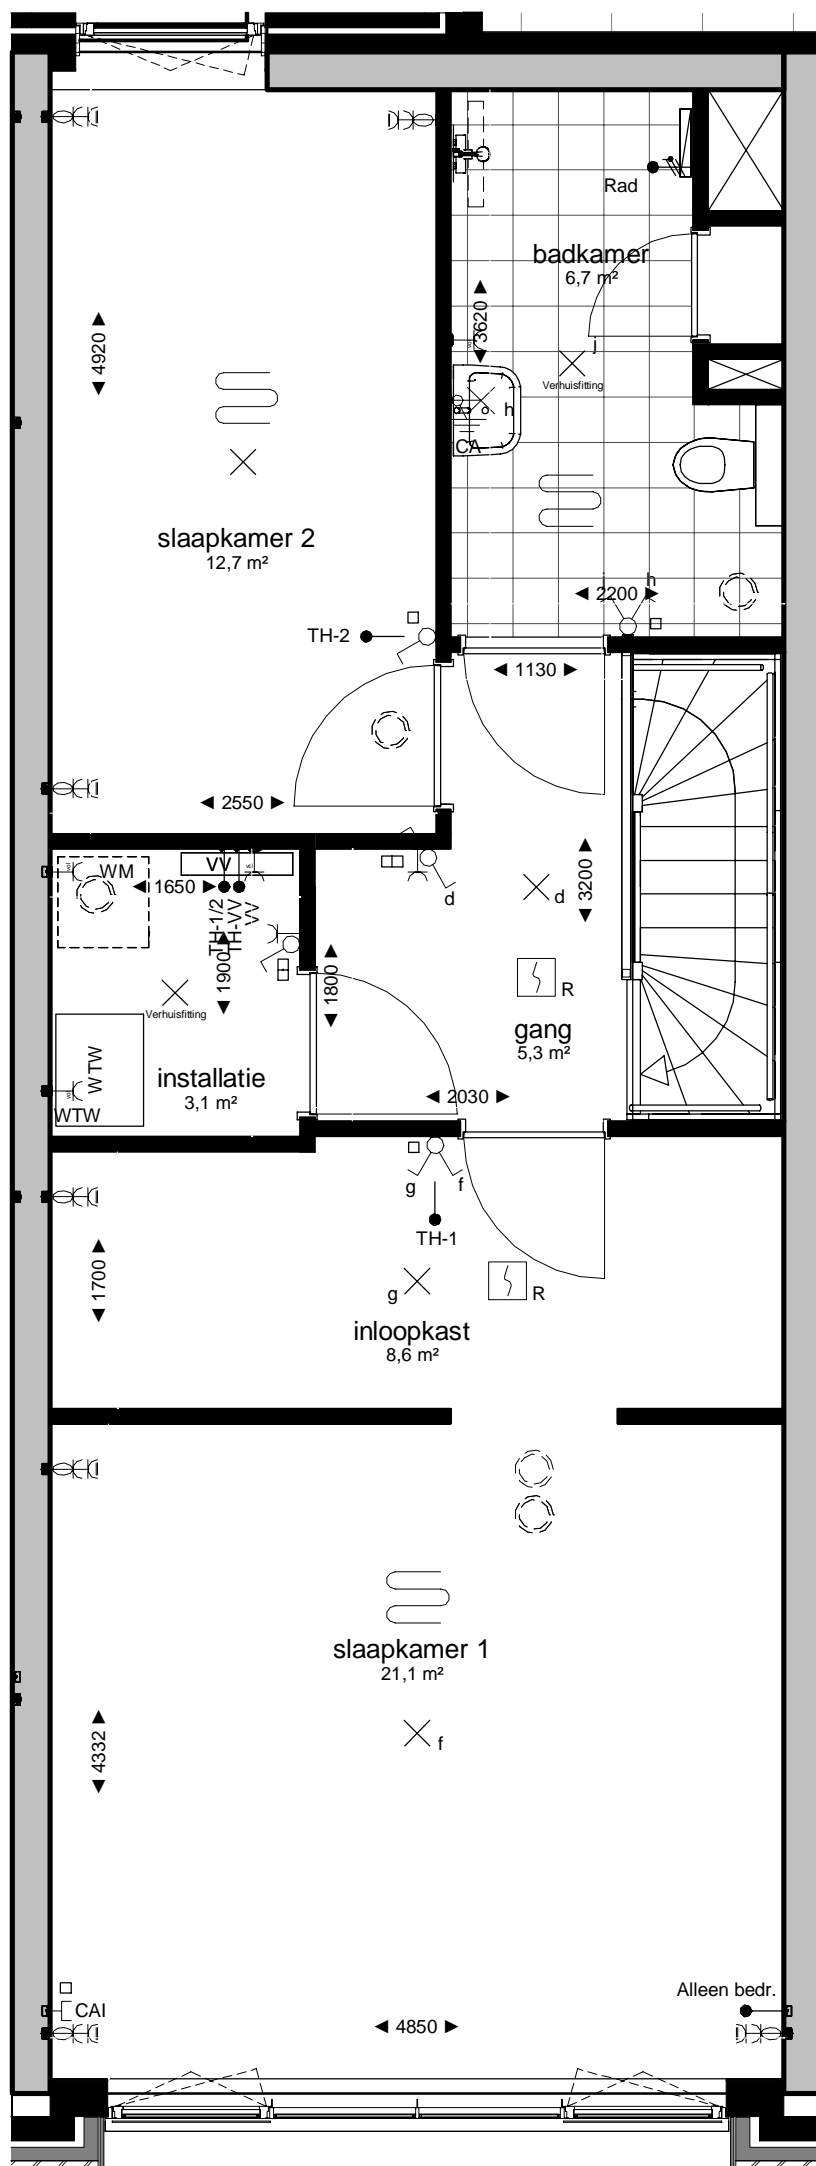 Rad
badkamer
6,7 m²
3620
4920
j
Verhuisfitting
h
CA
slaapkamer 2
12,7 m²
h
2200
TH-2
1130
2550
VV
WM
1650
TH-1/2
TH-VV
VV
d
d
3200
1900
1800
Verhuisfitting
R
gang
5,3 m²
WTW
installatie
3,1 m²
2030
WTW
g
f
TH-1
1700
g
R
inloopkast
8,6 m²
slaapkamer 1
21,1 m²
4332
f
Alleen bedr.
CAI
4850